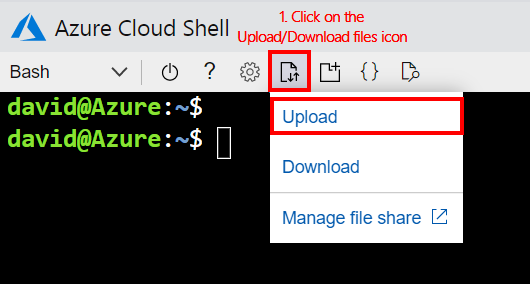 Azure Cloud Shell
1. Click on the
Upload/Download files icon
Bash
?
{ }
david@Azure:~$
david@Azure:~$
Upload
Download
Manage file share